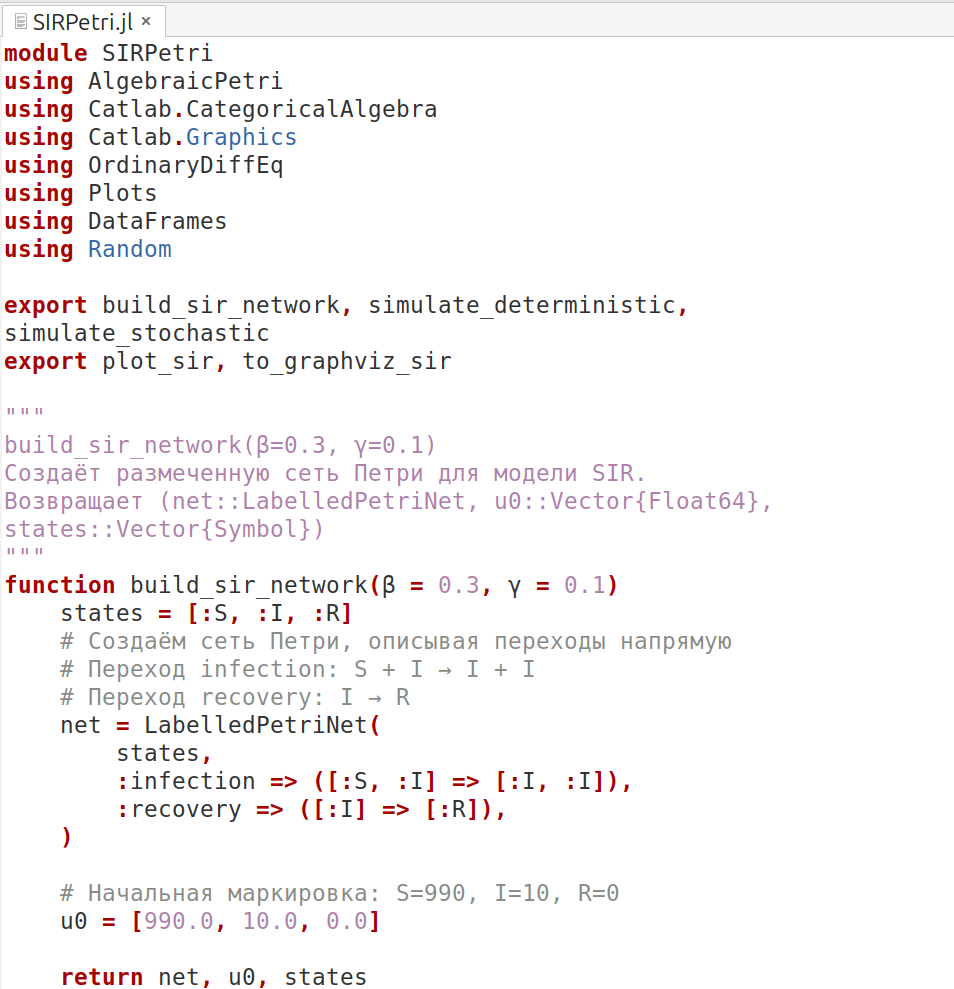 SIRPetri.jl ×
module SIRPetri
using AlgebraicPetri
using Catlab.CategoricalAlgebra
using Catlab.Graphics
using OrdinaryDiffEq
using Plots
using DataFrames
using Random

export build_sir_network, simulate_deterministic,
simulate_stochastic
export plot_sir, to_graphviz_sir

"""
build_sir_network(β=0.3, γ=0.1)
Создаёт размеченную сеть Петри для модели SIR.
Возвращает (net::LabelledPetriNet, u0::Vector{Float64},
states::Vector{Symbol})
"""
function build_sir_network(β = 0.3, γ = 0.1)
    states = [:S, :I, :R]
    # Создаём сеть Петри, описывая переходы напрямую
    # Переход infection: S + I → I + I
    # Переход recovery: I → R
    net = LabelledPetriNet(
        states,
        :infection => ([:S, :I] => [:I, :I]),
        :recovery => ([:I] => [:R]),
    )

    # Начальная маркировка: S=990, I=10, R=0
    u0 = [990.0, 10.0, 0.0]

    return net, u0, states